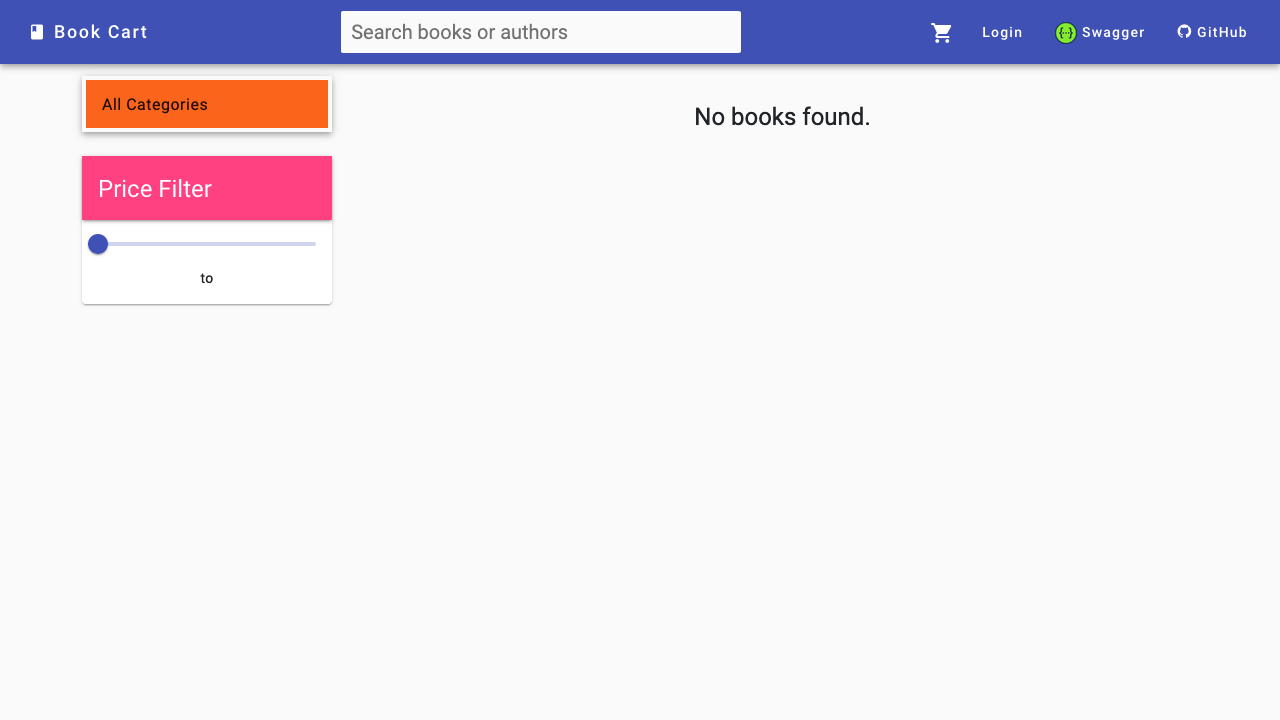 Book Cart
Search books or authors
Login
Swagger
GitHub
All Categories
No books found.
Price Filter
to